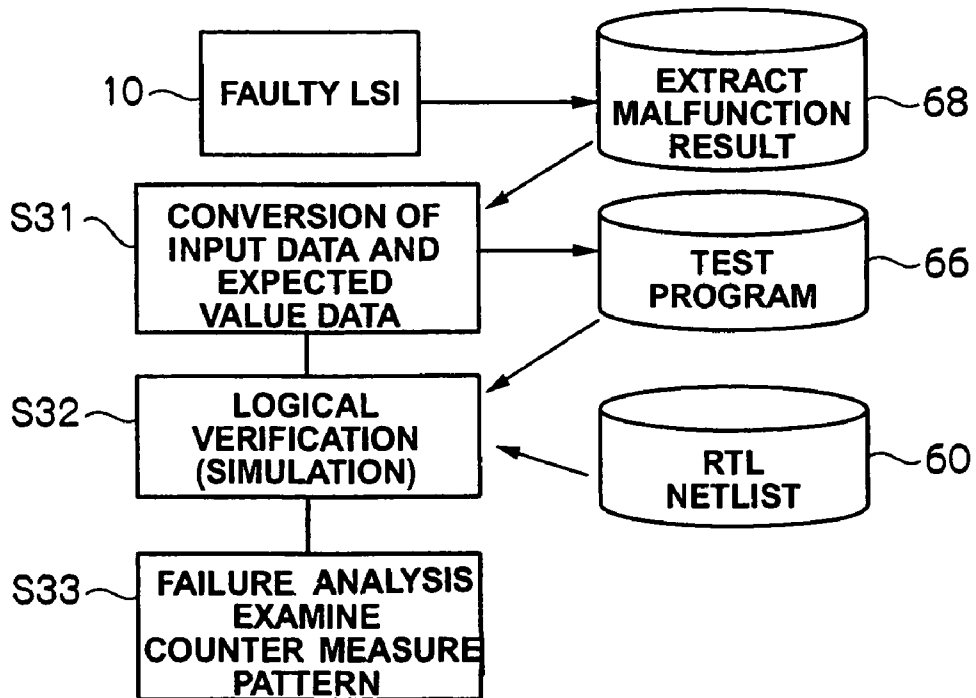 10
FAULTY LSI
EXTRACT
MALFUNCTION
RESULT
68
S31
CONVERSION OF
INPUT DATA AND
EXPECTED
VALUE DATA
TEST
PROGRAM
66
S32
LOGICAL
VERIFICATION
(SIMULATION)
RTL
NETLIST
60
S33
FAILURE ANALYSIS
EXAMINE
COUNTER MEASURE
PATTERN